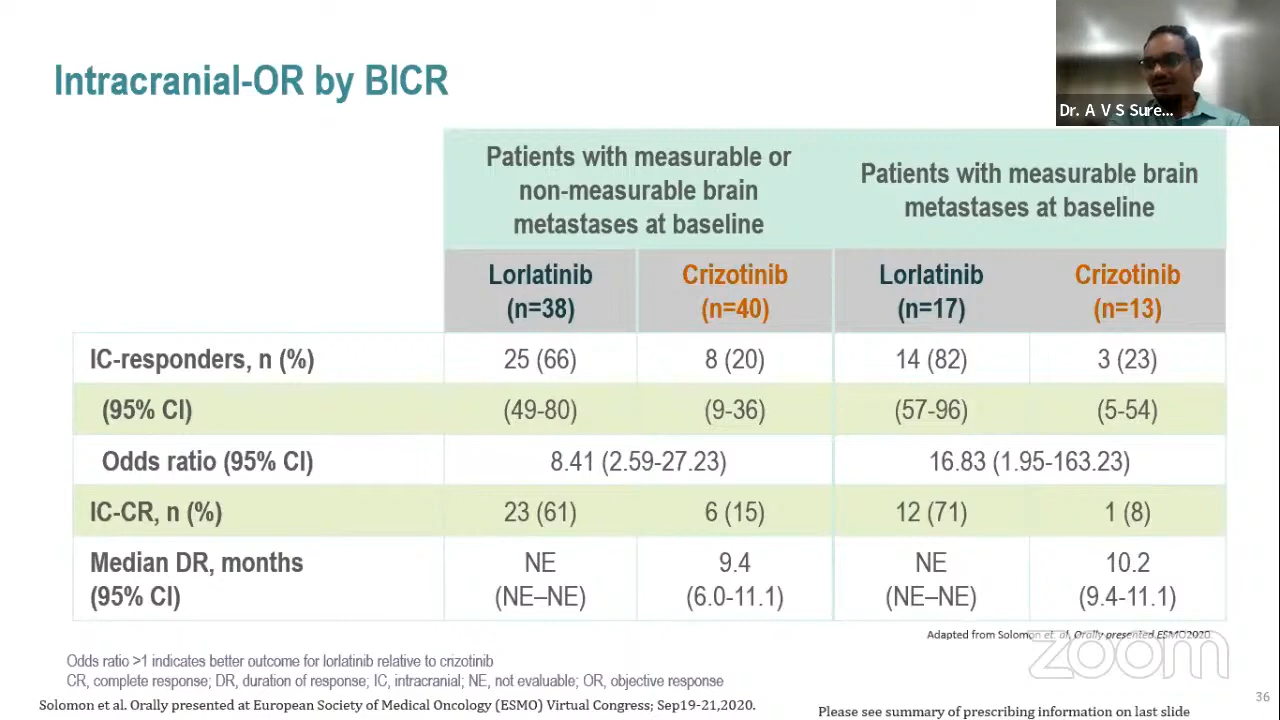 Intracranial-OR by BICR
Dr. A V S Sure...
Patients with measurable or
non-measurable brain
metastases at baseline
Patients with measurable brain
metastases at baseline
Lorlatinib
(n=38)
Crizotinib
(n=40)
Lorlatinib
(n=17)
Crizotinib
(n=13)
IC-responders, n (%) 25 (66) 8 (20) 14 (82) 3 (23)
(95% CI) (49-80) (9-36) (57-96) (5-54)
Odds ratio (95% CI) 8.41 (2.59-27.23) 16.83 (1.95-163.23)
IC-CR, n (%) 23 (61) 6 (15) 12 (71) 1 (8)
Median DR, months NE 9.4 NE 10.2
(95% CI) (NE–NE) (6.0-11.1) (NE–NE) (9.4-11.1)
Adapted from Solomon et. al, Orally presented ESMO2020
zoom
Odds ratio >1 indicates better outcome for lorlatinib relative to crizotinib
CR, complete response; DR, duration of response; IC, intracranial; NE, not evaluable; OR, objective response
Solomon et al. Orally presented at European Society of Medical Oncology (ESMO) Virtual Congress; Sep19-21,2020.
Please see summary of prescribing information on last slide
36